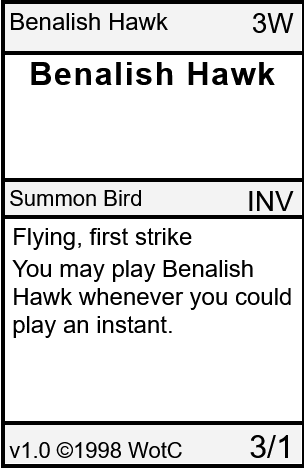 Benalish Hawk 3W
Benalish Hawk
Summon Bird INV
Flying, first strike
You may play Benalish
Hawk whenever you could
play an instant.
v1.0 ©1998 WotC 3/1